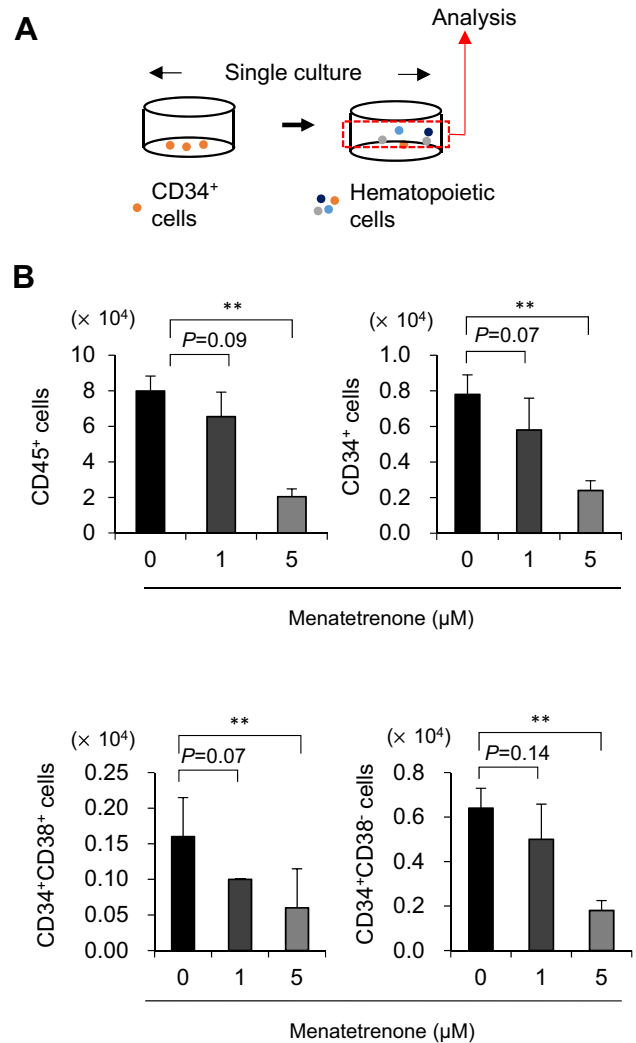 A
Analysis
Single culture
CD34⁺
cells
Hematopoietic
cells
B
(× 10⁴)
**
P=0.09
CD45⁺ cells
10
8
6
4
2
0
0 1 5
(× 10⁴)
**
P=0.07
CD34⁺ cells
1.0
0.8
0.6
0.4
0.2
0.0
0 1 5
Menatetrenone (µM)
(× 10⁴)
**
P=0.07
CD34⁺CD38⁺ cells
0.25
0.20
0.15
0.10
0.05
0.00
0 1 5
(× 10⁴)
**
P=0.14
CD34⁺CD38⁻ cells
0.8
0.6
0.4
0.2
0.0
0 1 5
Menatetrenone (µM)